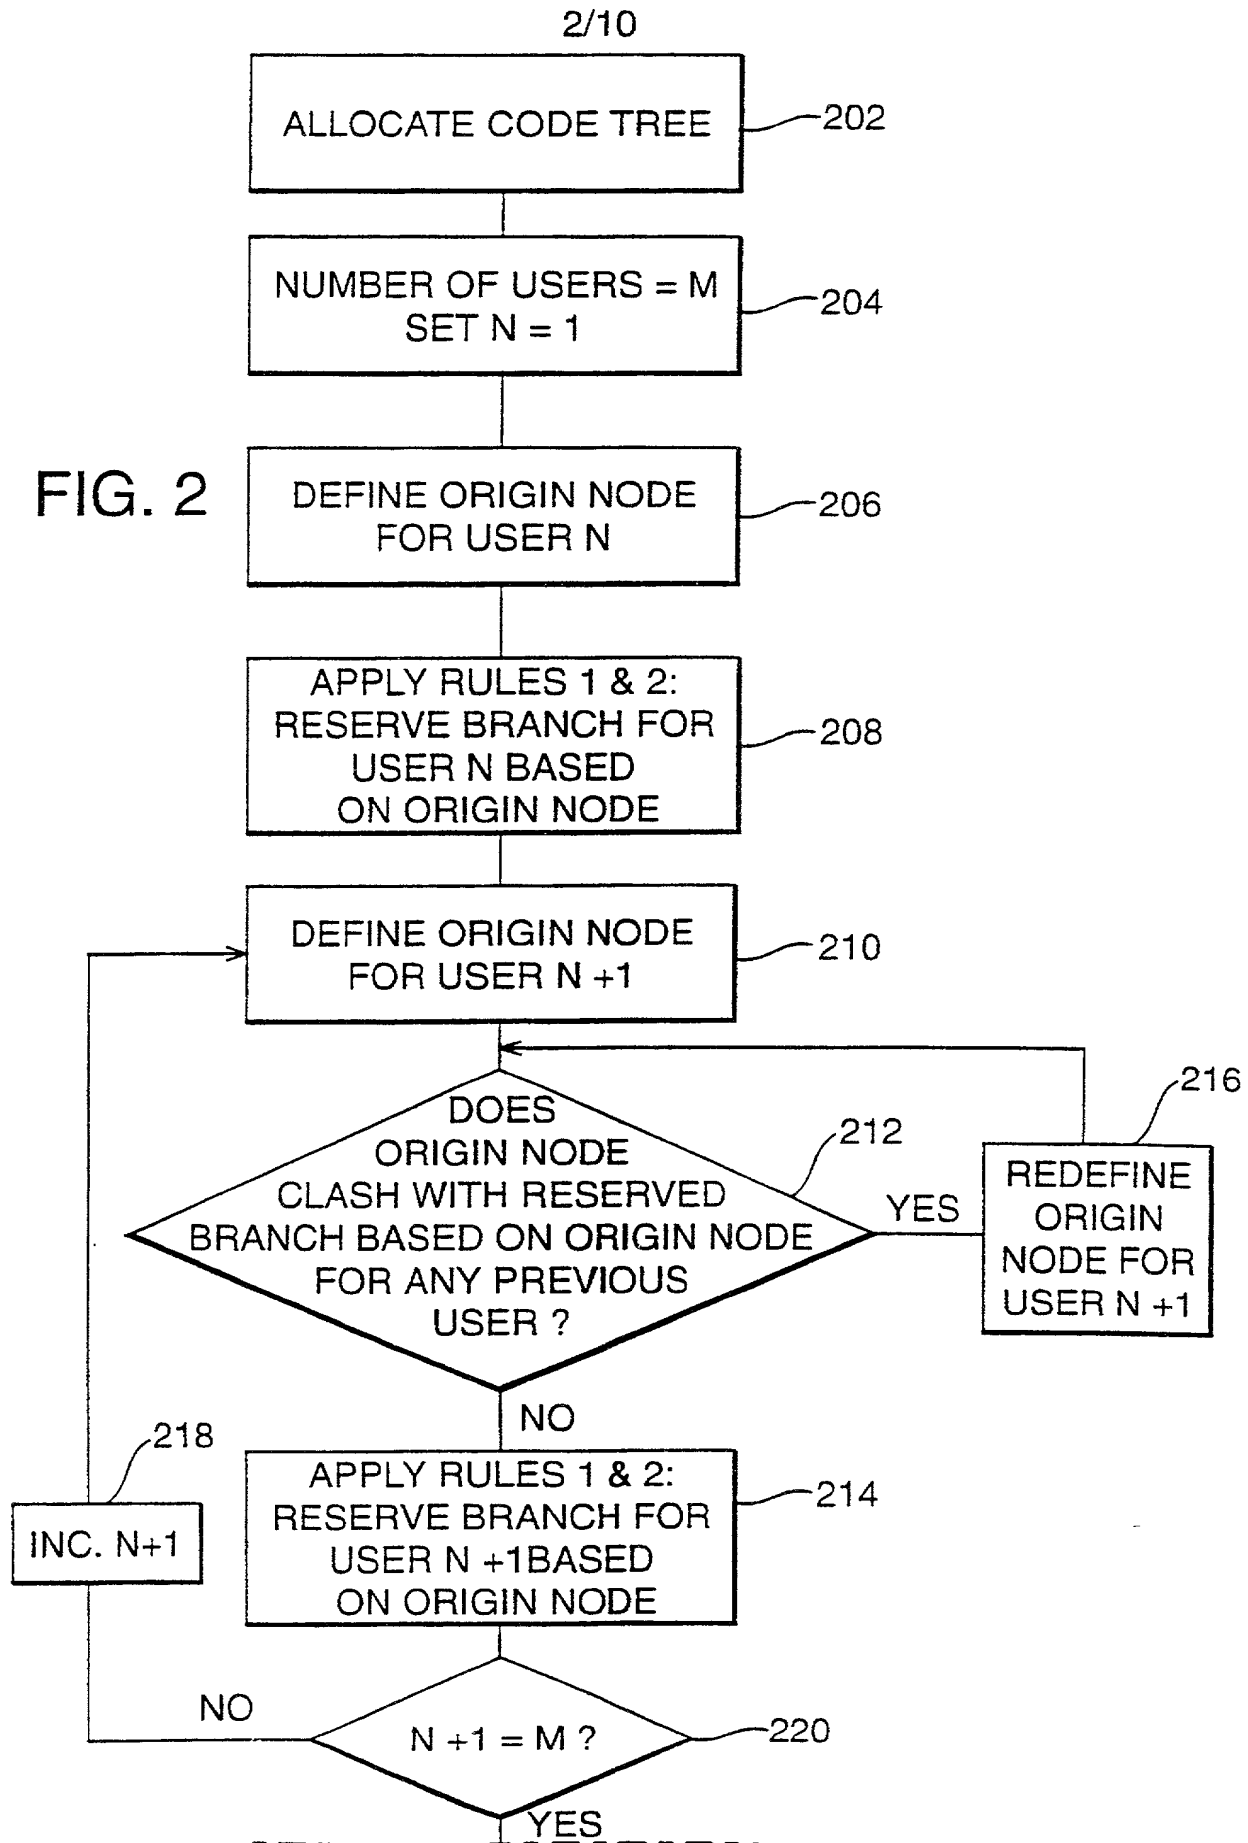 2/10
ALLOCATE CODE TREE
202
NUMBER OF USERS = M
SET N = 1
204
FIG. 2
DEFINE ORIGIN NODE
FOR USER N
206
APPLY RULES 1 & 2:
RESERVE BRANCH FOR
USER N BASED
ON ORIGIN NODE
208
DEFINE ORIGIN NODE
FOR USER N +1
210
DOES
ORIGIN NODE
CLASH WITH RESERVED
BRANCH BASED ON ORIGIN NODE
FOR ANY PREVIOUS
USER ?
212
YES
216
REDEFINE
ORIGIN
NODE FOR
USER N +1
NO
218
INC. N+1
APPLY RULES 1 & 2:
RESERVE BRANCH FOR
USER N +1BASED
ON ORIGIN NODE
214
NO
N +1 = M ?
220
YES